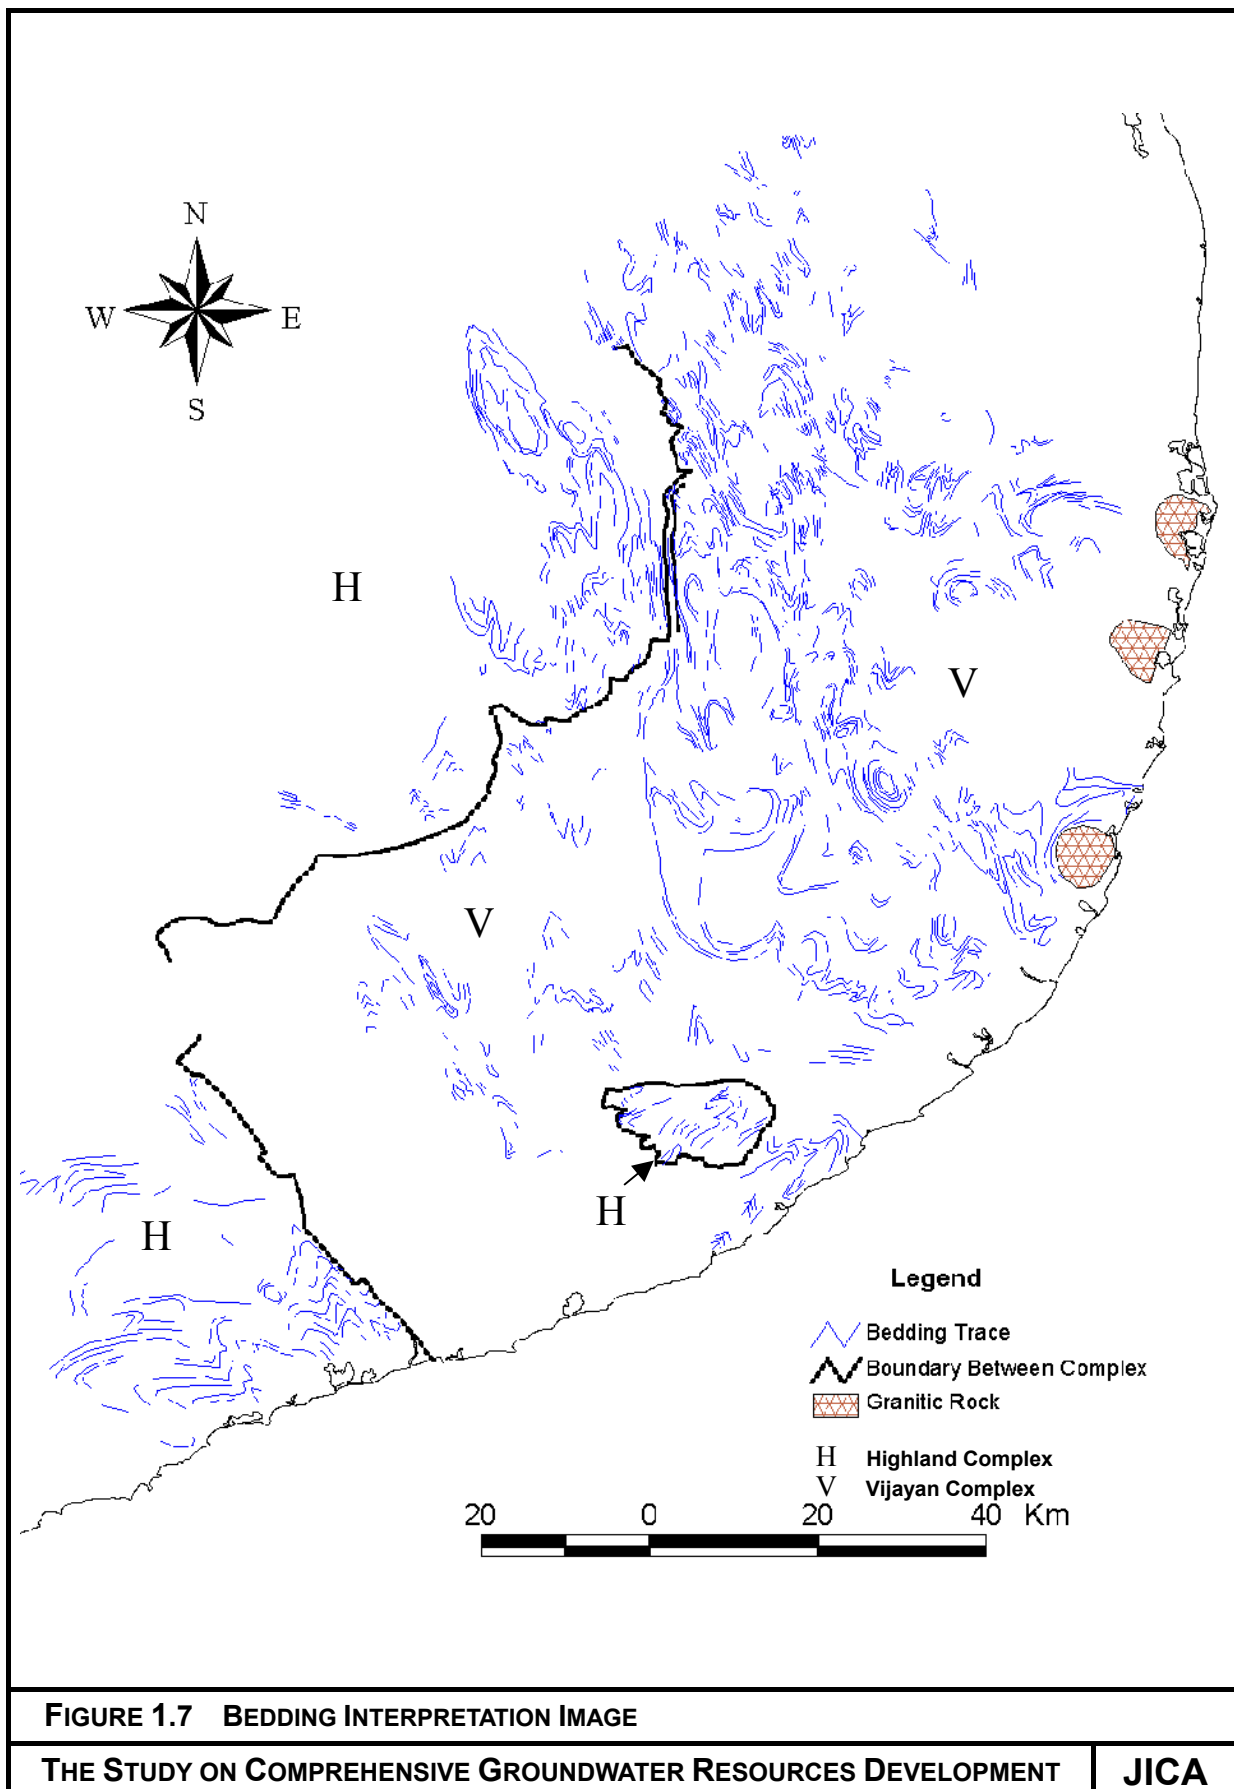 N
W E
S
H
V
V
H
H
Legend
Bedding Trace
Boundary Between Complex
Granitic Rock
H Highland Complex
V Vijayan Complex
20 0 20 40 Km
FIGURE 1.7 BEDDING INTERPRETATION IMAGE
THE STUDY ON COMPREHENSIVE GROUNDWATER RESOURCES DEVELOPMENT JICA